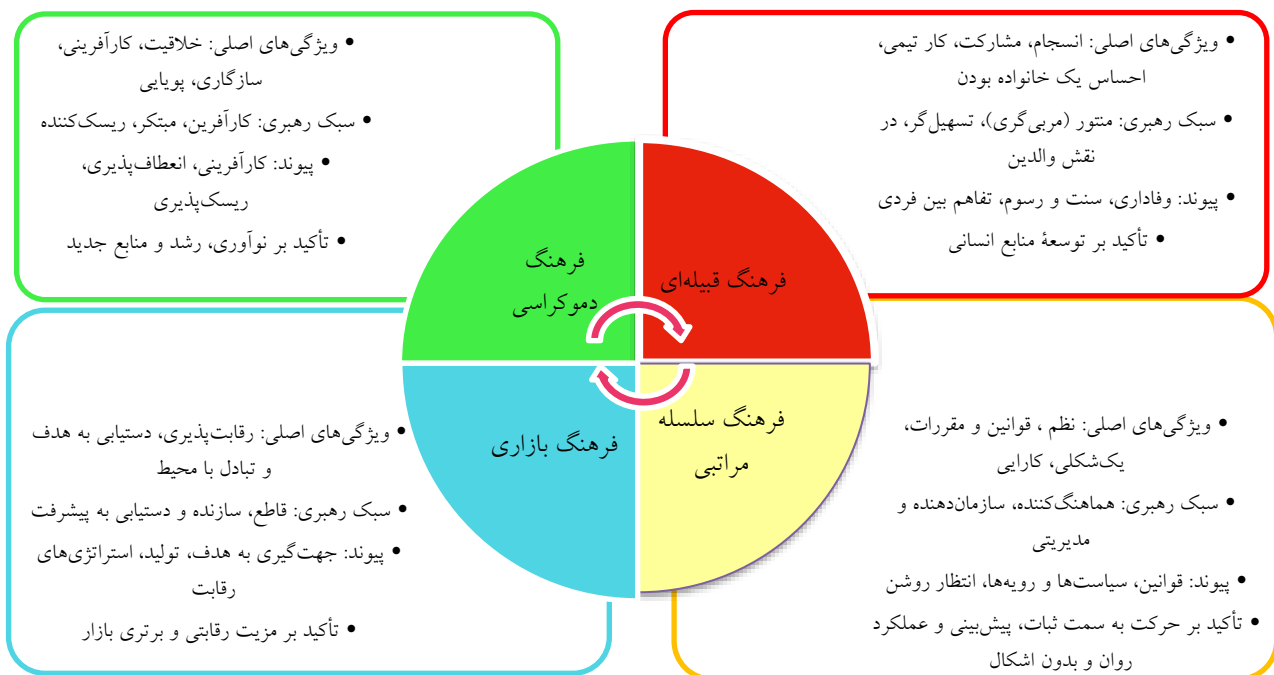 • ویژگی‌های اصلی: انسجام، مشارکت، کار تیمی،
احساس یک خانواده بودن
• سبک رهبری: منتور (مربی‌گری)، تسهیل‌گر، در
نقش والدین
• پیوند: وفاداری، سنت و رسوم، تفاهم بین فردی
• تأکید بر توسعهٔ منابع انسانی
• ویژگی‌های اصلی: خلاقیت، کارآفرینی،
سازگاری، پویایی
• سبک رهبری: کارآفرین، مبتکر، ریسک‌کننده
• پیوند: کارآفرینی، انعطاف‌پذیری،
ریسک‌پذیری
• تأکید بر نوآوری، رشد و منابع جدید
فرهنگ قبیله‌ای
فرهنگ
دموکراسی
فرهنگ سلسله
مراتبی
فرهنگ بازاری
• ویژگی‌های اصلی: نظم ، قوانین و مقررات،
یک‌شکلی، کارایی
• سبک رهبری: هماهنگ‌کننده، سازمان‌دهنده و
مدیریتی
• پیوند: قوانین، سیاست‌ها و رویه‌ها، انتظار روشن
• تأکید بر حرکت به سمت ثبات، پیش‌بینی و عملکرد
روان و بدون اشکال
• ویژگی‌های اصلی: رقابت‌پذیری، دستیابی به هدف
و تبادل با محیط
• سبک رهبری: قاطع، سازنده و دستیابی به پیشرفت
• پیوند: جهت‌گیری به هدف، تولید، استراتژی‌های
رقابت
• تأکید بر مزیت رقابتی و برتری بازار